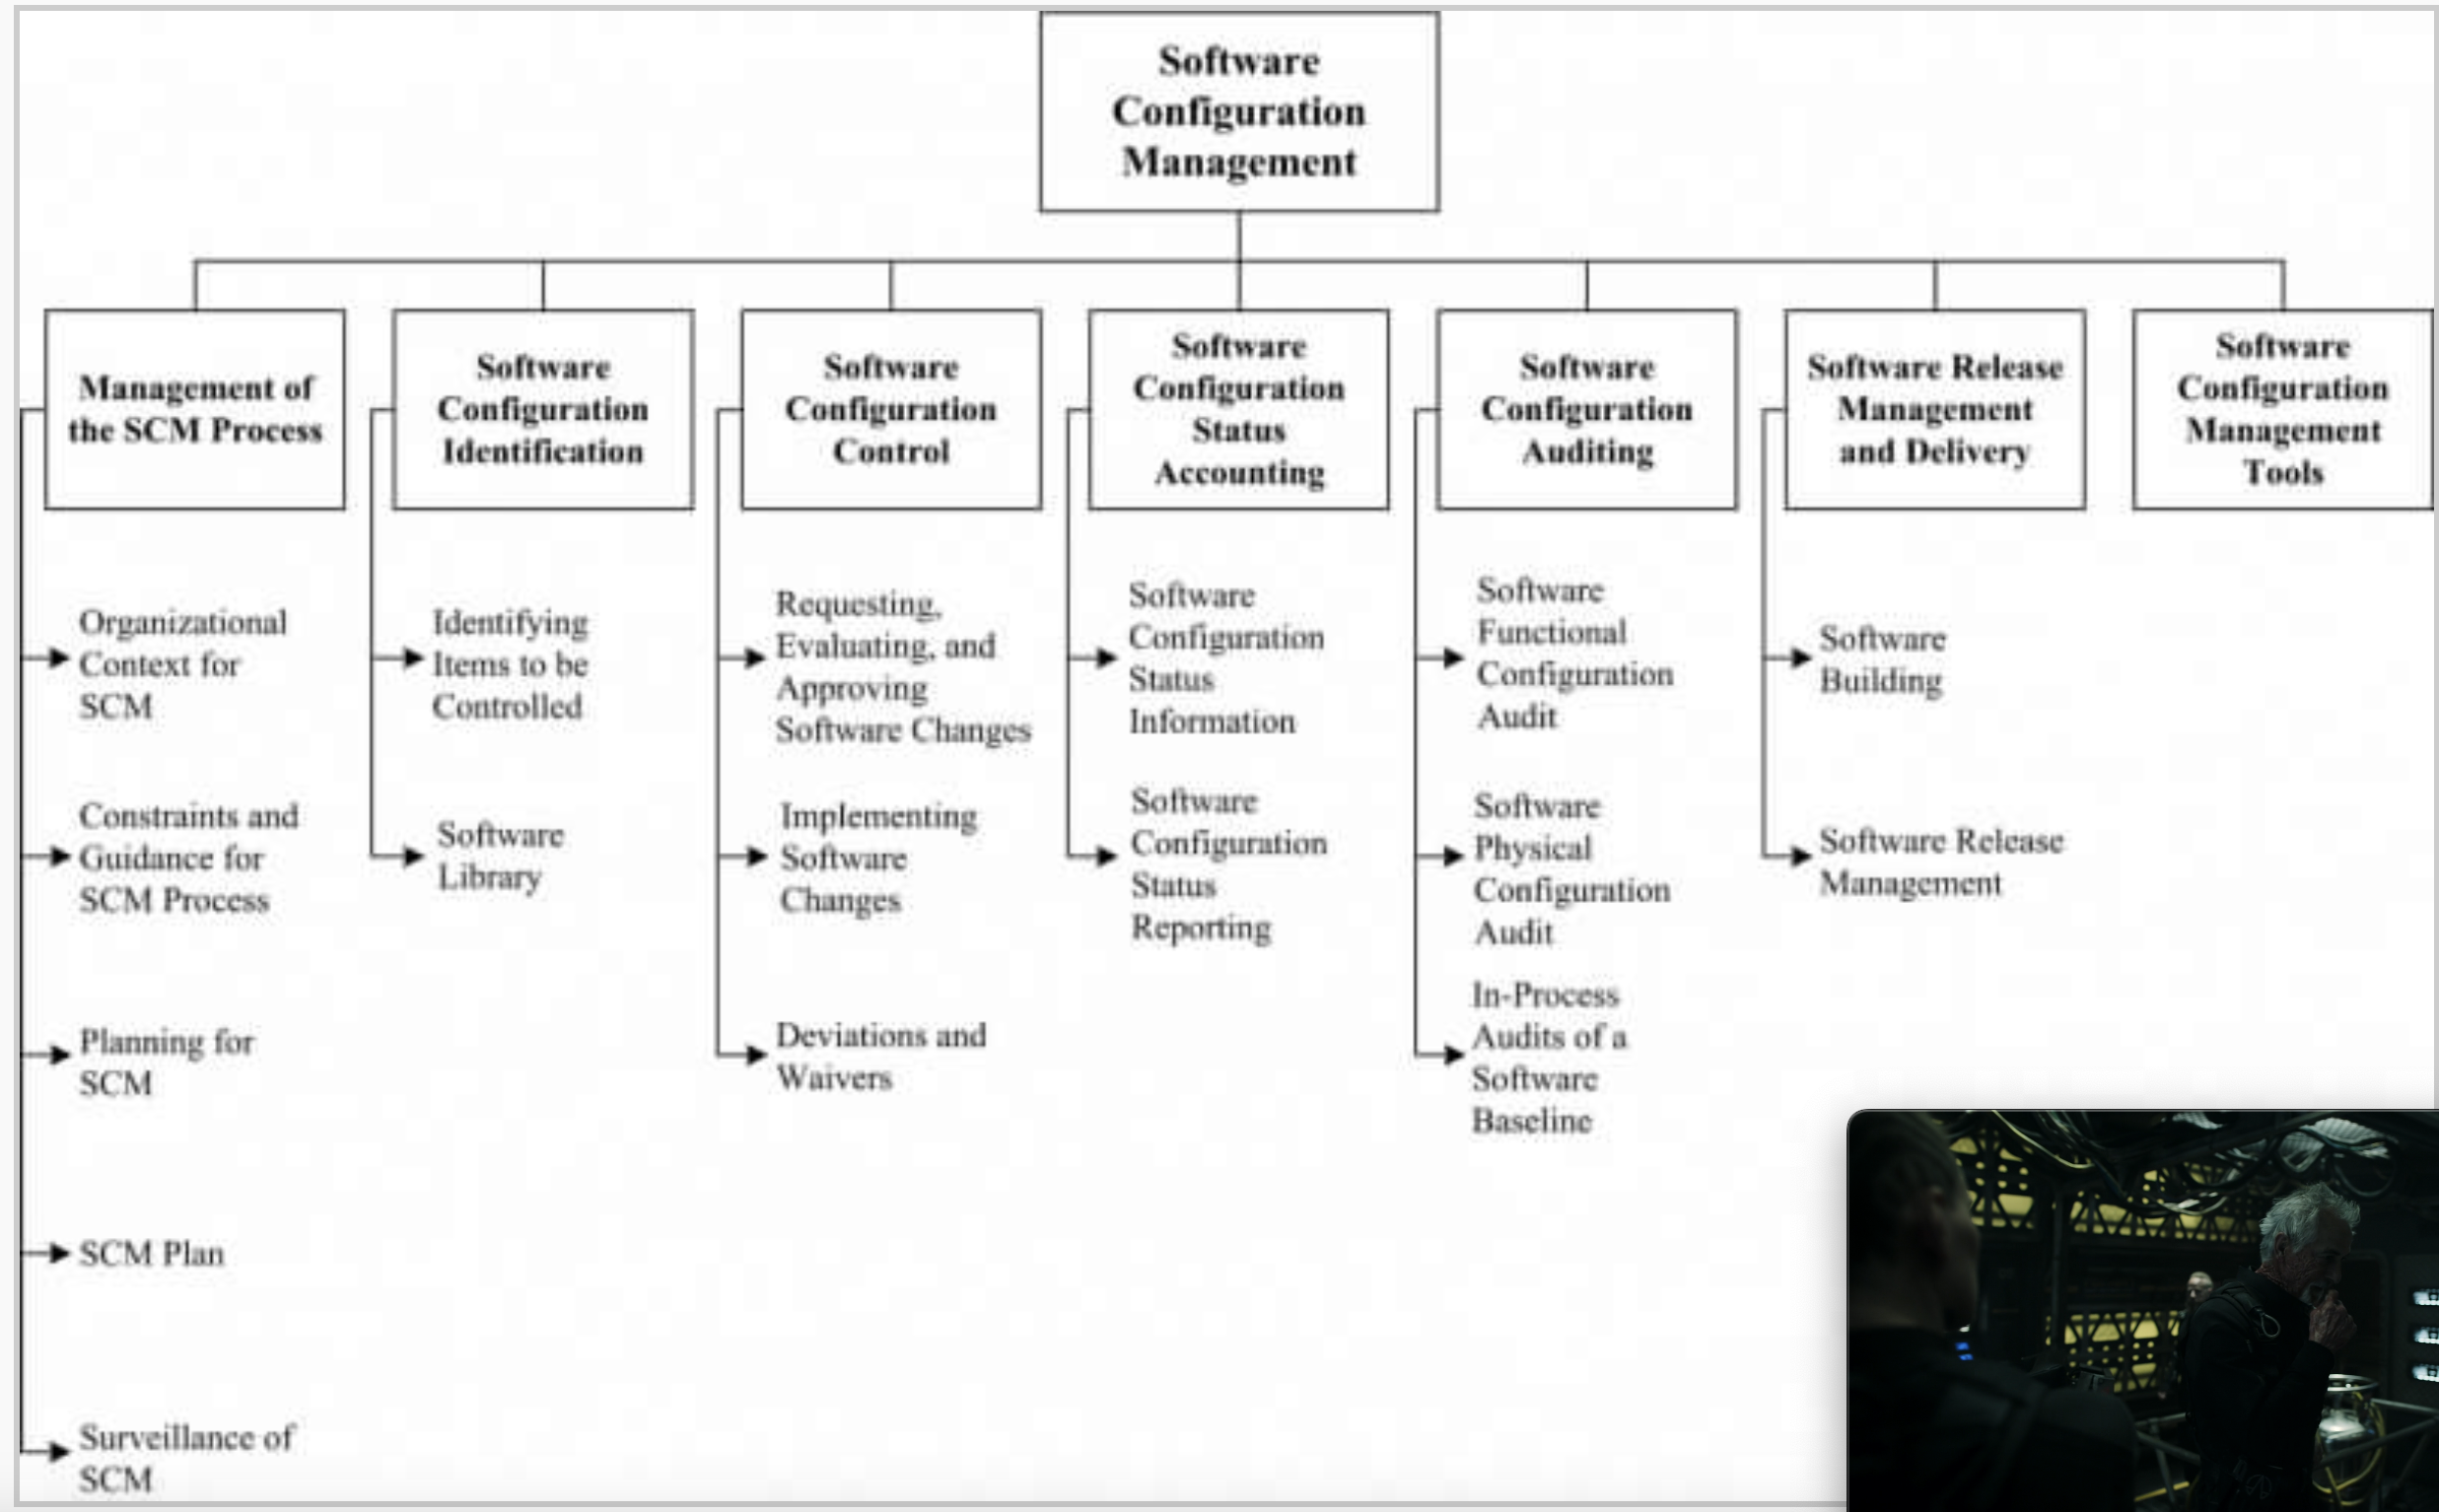 Software
Configuration
Management
Management of
the SCM Process
Organizational
Context for
SCM
Constraints and
Guidance for
SCM Process
Planning for
SCM
SCM Plan
Surveillance of
SCM
Software
Configuration
Identification
Identifying
Items to be
Controlled
Software
Library
Software
Configuration
Control
Requesting,
Evaluating, and
Approving
Software Changes
Implementing
Software
Changes
Deviations and
Waivers
Software
Configuration
Status
Accounting
Software
Configuration
Status
Information
Software
Configuration
Status
Reporting
Software
Configuration
Auditing
Software
Functional
Configuration
Audit
Software
Physical
Configuration
Audit
In-Process
Audits of a
Software
Baseline
Software Release
Management
and Delivery
Software
Building
Software Release
Management
Software
Configuration
Management
Tools